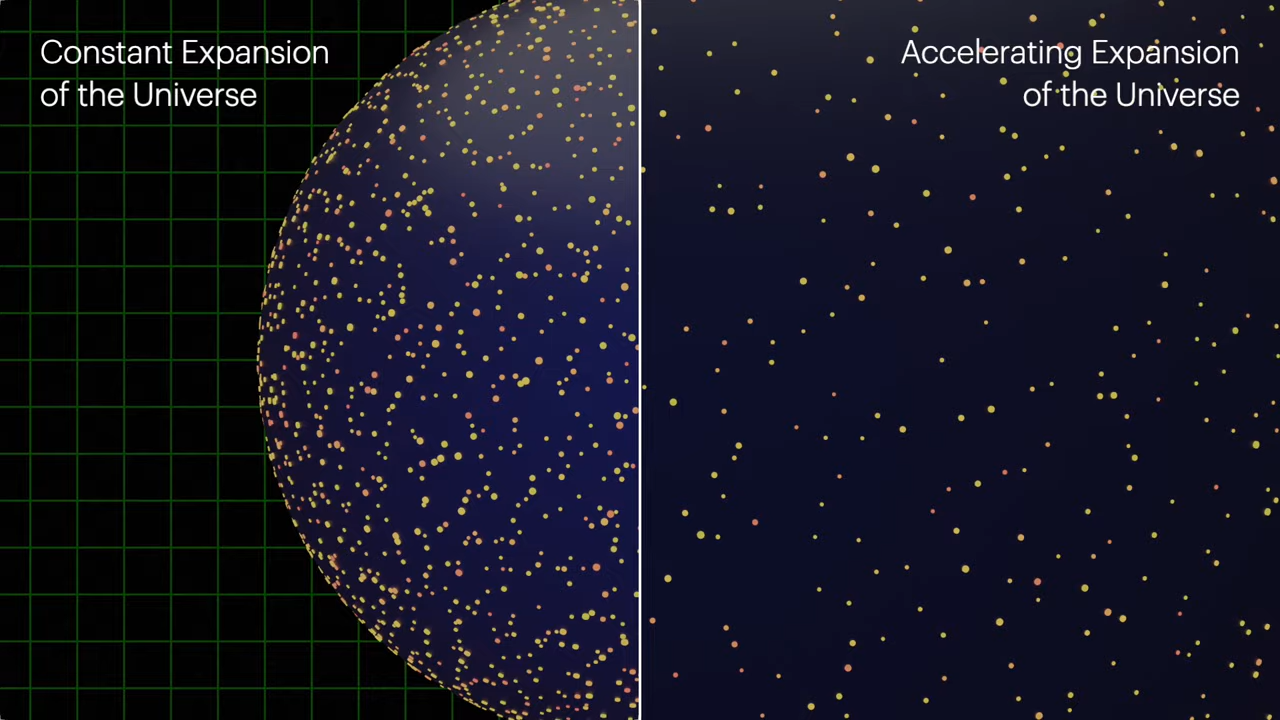 Constant Expansion
of the Universe
Accelerating Expansion
of the Universe